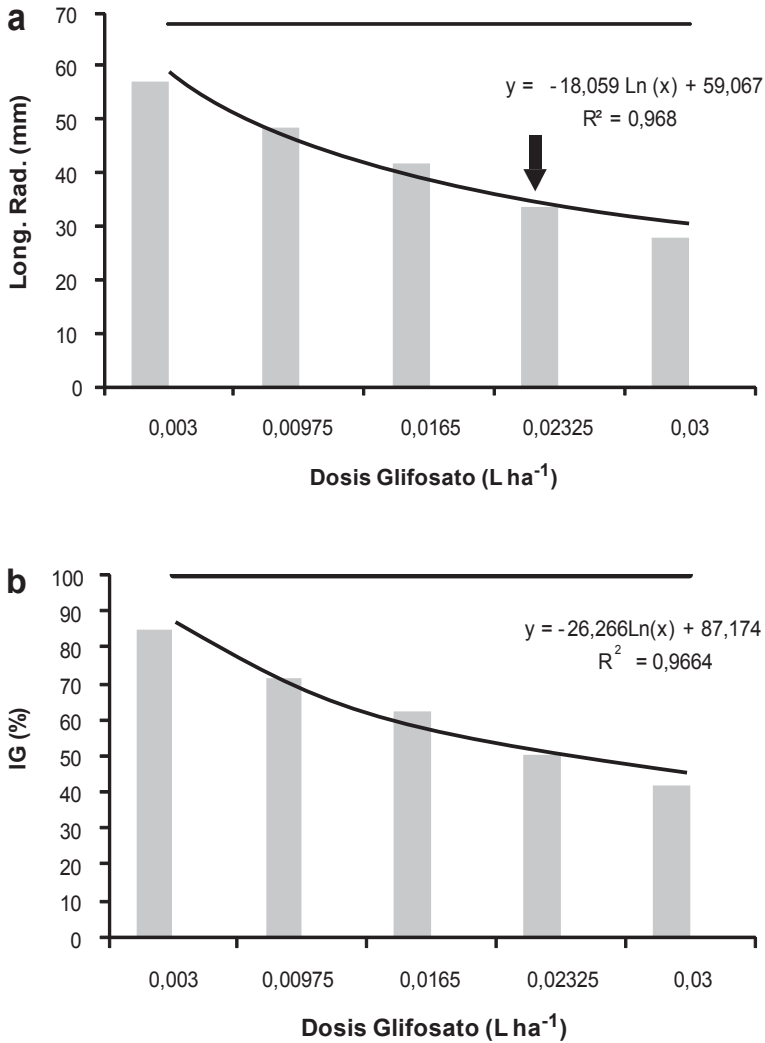 a
70
60
50
40
30
20
10
0
Long. Rad. (mm)
y = -18,059 Ln (x) + 59,067
R² = 0,968
0,003 0,00975 0,0165 0,02325 0,03
Dosis Glifosato (L ha⁻¹)
b
100
90
80
70
60
50
40
30
20
10
0
IG (%)
y = -26,266Ln(x) + 87,174
R² = 0,9664
0,003 0,00975 0,0165 0,02325 0,03
Dosis Glifosato (L ha⁻¹)